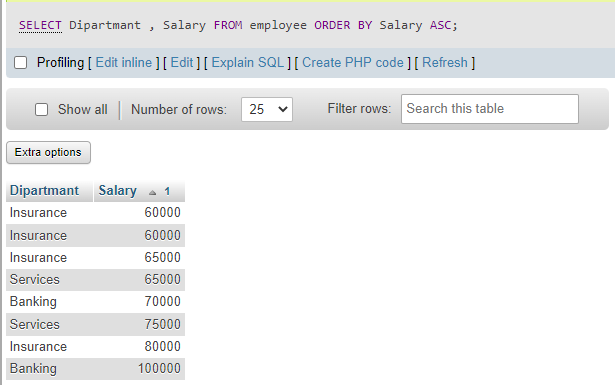 SELECT Dipartmant , Salary FROM employee ORDER BY Salary ASC;
Profiling [ Edit inline ] [ Edit ] [ Explain SQL ] [ Create PHP code ] [ Refresh ]
Show all Number of rows: 25 Filter rows: Search this table
Extra options
Dipartmant Salary 1
Insurance 60000
Insurance 60000
Insurance 65000
Services 65000
Banking 70000
Services 75000
Insurance 80000
Banking 100000